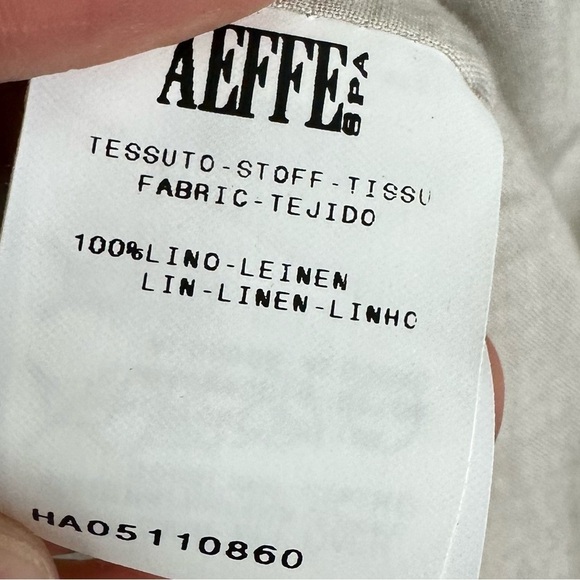 AEFFE SPA
TESSUTO-STOFF-TISSU
FABRIC-TEJIDO
100%LINO-LEINEN
LIN-LINEN-LINHO
HA05110860